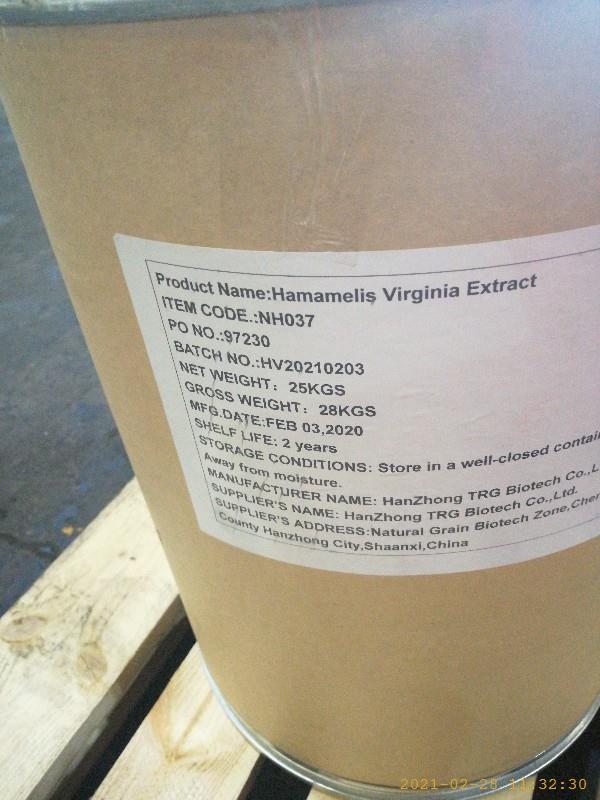 Product Name:Hamamelis Virginia Extract
ITEM CODE.:NH037
PO NO.:97230
BATCH NO.:HV20210203
NET WEIGHT: 25KGS
GROSS WEIGHT: 28KGS
MFG.DATE:FEB 03,2020
SHELF LIFE: 2 years
STORAGE CONDITIONS: Store in a well-closed
Away from moisture.
MANUFACTURER NAME: HanZhong TRG Biotech
SUPPLIER'S NAME: HanZhong TRG Biotech Co.,Ltd.
SUPPLIER'S ADDRESS:Natural Grain Biotech Zone,
County Hanzhong City,Shaanxi,China
2021-02-28 11:32:30